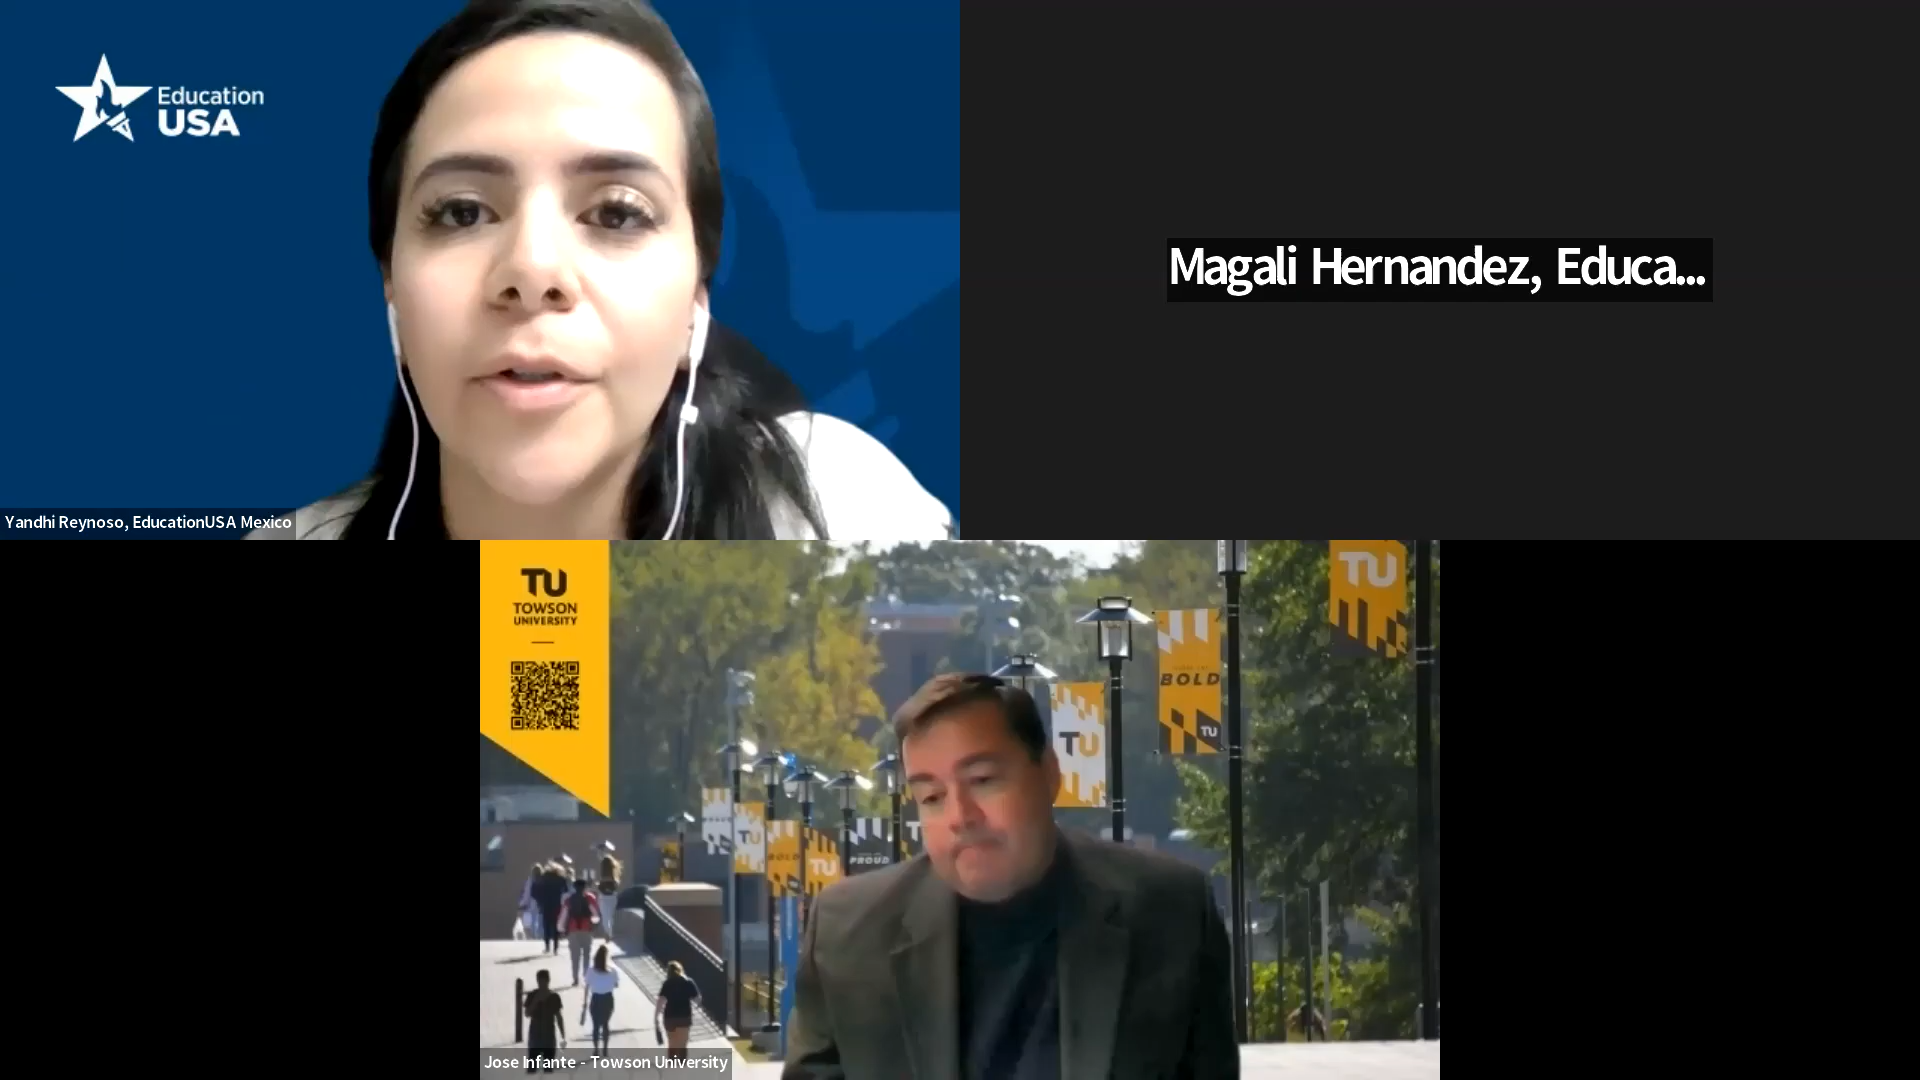 Education
USA
Yandhi Reynoso, EducationUSA Mexico
Magali Hernandez, Educa...
TU
TOWSON
UNIVERSITY
TU
BOLD
TU
TU
TU
BOLD
TU
PROUD
T
Jose Infante - Towson University